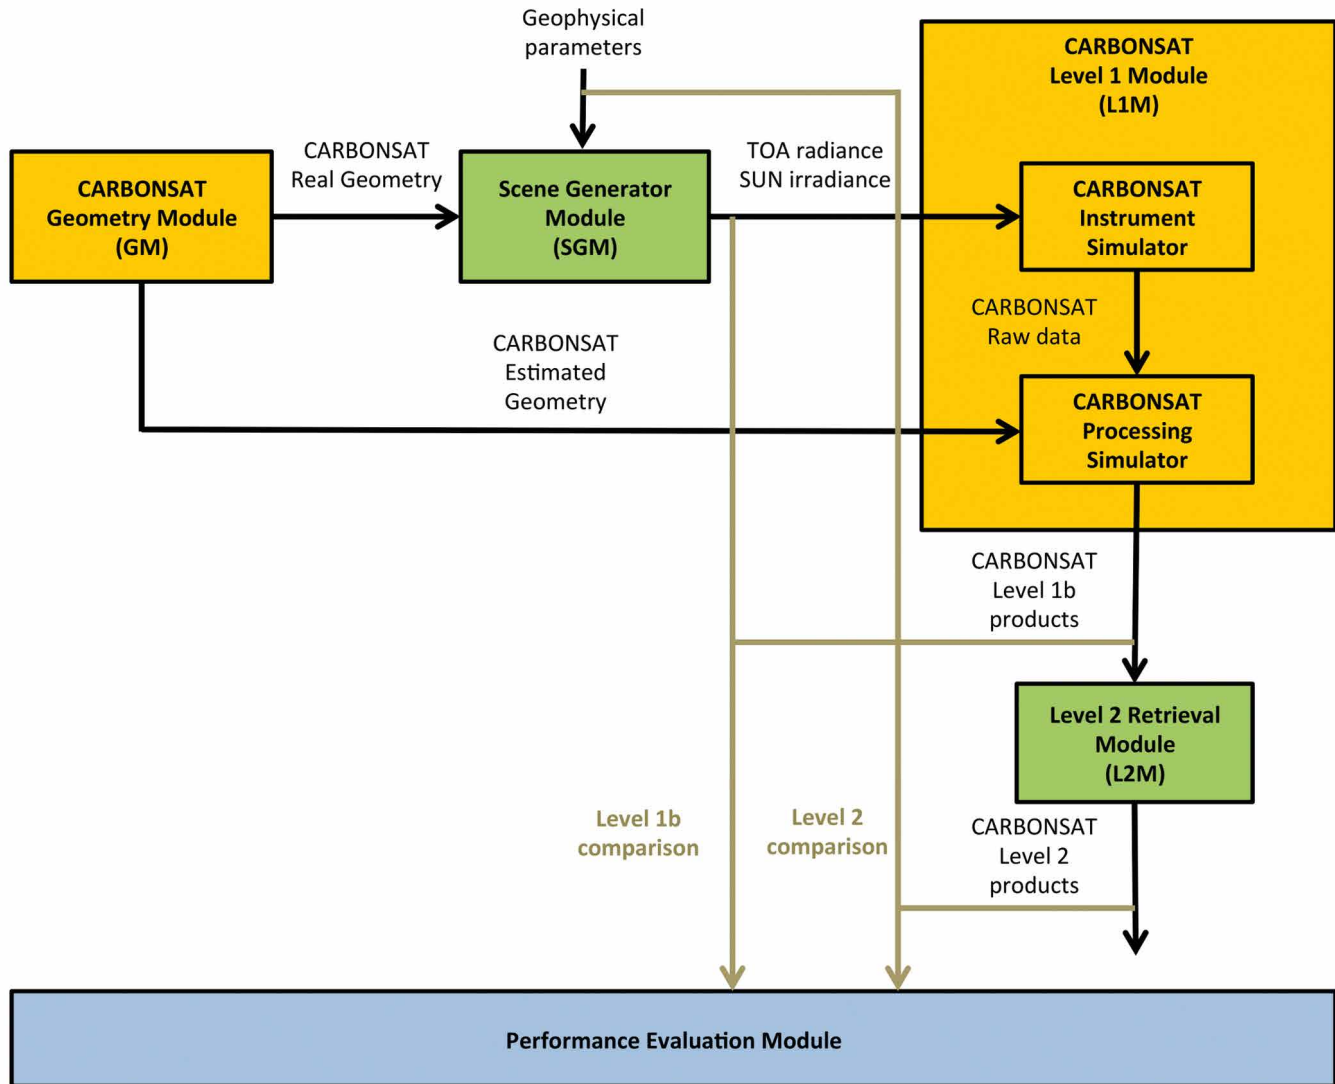 Geophysical
parameters
CARBONSAT
Level 1 Module
(L1M)
CARBONSAT
Geometry Module
(GM)
CARBONSAT
Real Geometry
Scene Generator
Module
(SGM)
TOA radiance
SUN irradiance
CARBONSAT
Instrument
Simulator
CARBONSAT
Raw data
CARBONSAT
Estimated
Geometry
CARBONSAT
Processing
Simulator
CARBONSAT
Level 1b
products
Level 2 Retrieval
Module
(L2M)
Level 1b
comparison
Level 2
comparison
CARBONSAT
Level 2
products
Performance Evaluation Module